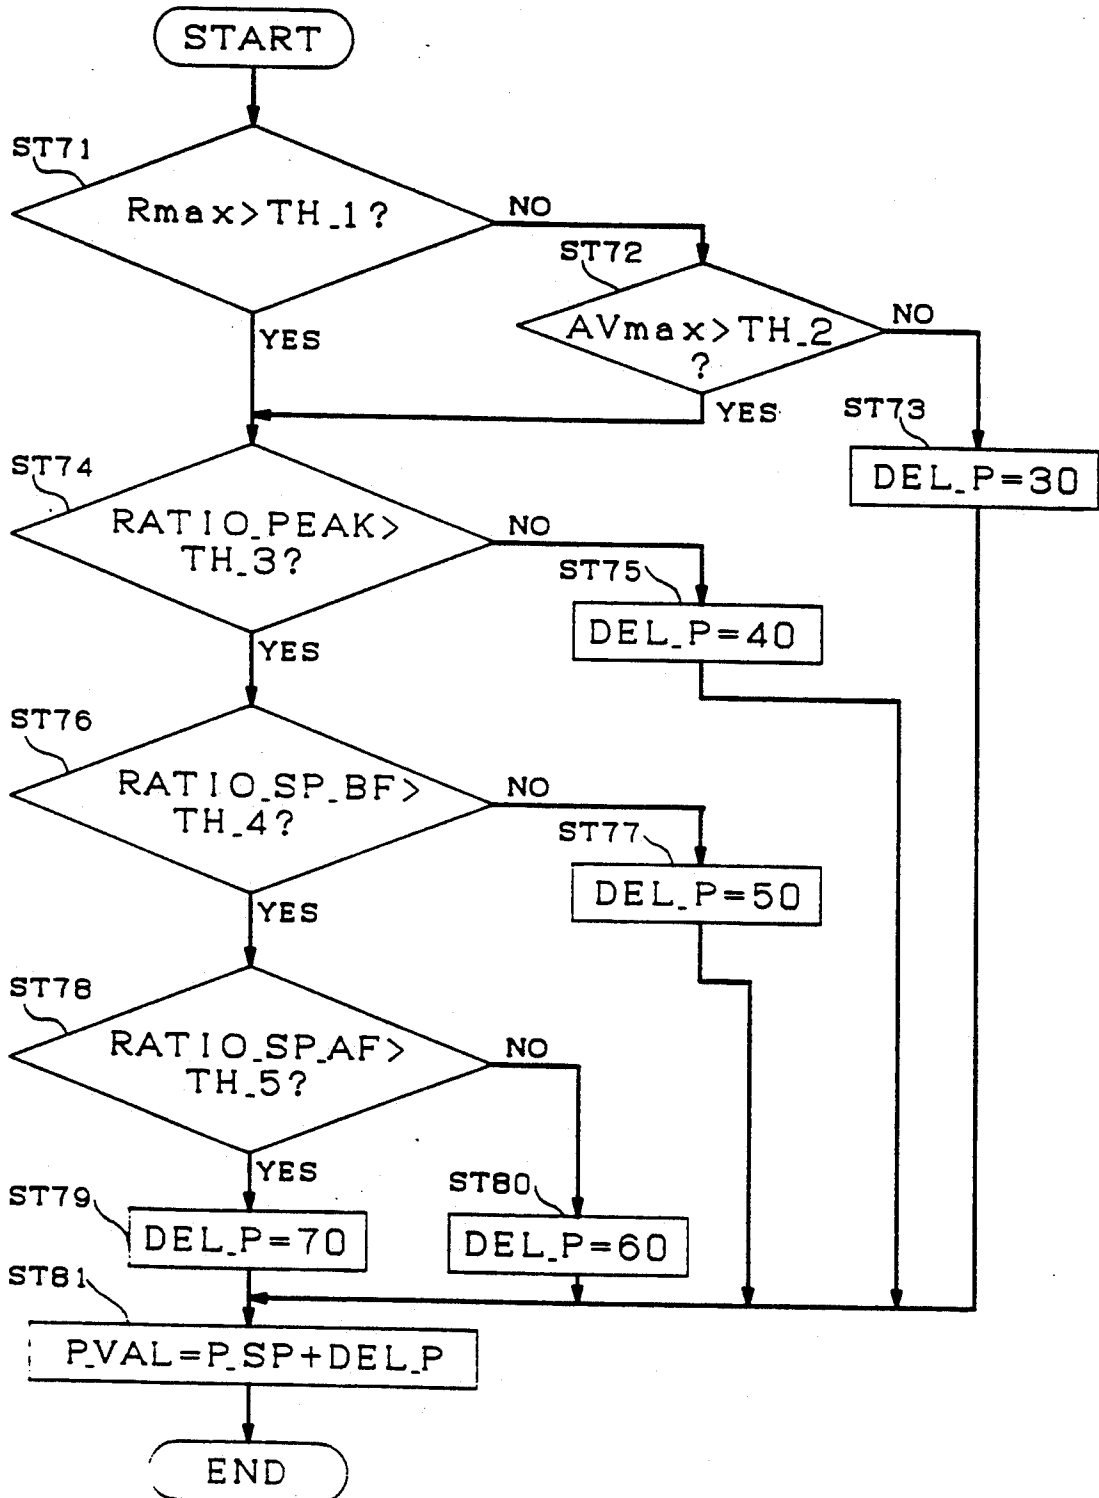 START
ST71
Rmax>TH_1?
NO
YES
ST72
AVmax>TH_2
?
NO
YES
ST73
DEL_P=30
ST74
RATIO_PEAK>
TH_3?
NO
YES
ST75
DEL_P=40
ST76
RATIO_SP_BF>
TH_4?
NO
YES
ST77
DEL_P=50
ST78
RATIO_SP_AF>
TH_5?
NO
YES
ST79
DEL_P=70
ST80
DEL_P=60
ST81
P_VAL=P_SP+DEL_P
END